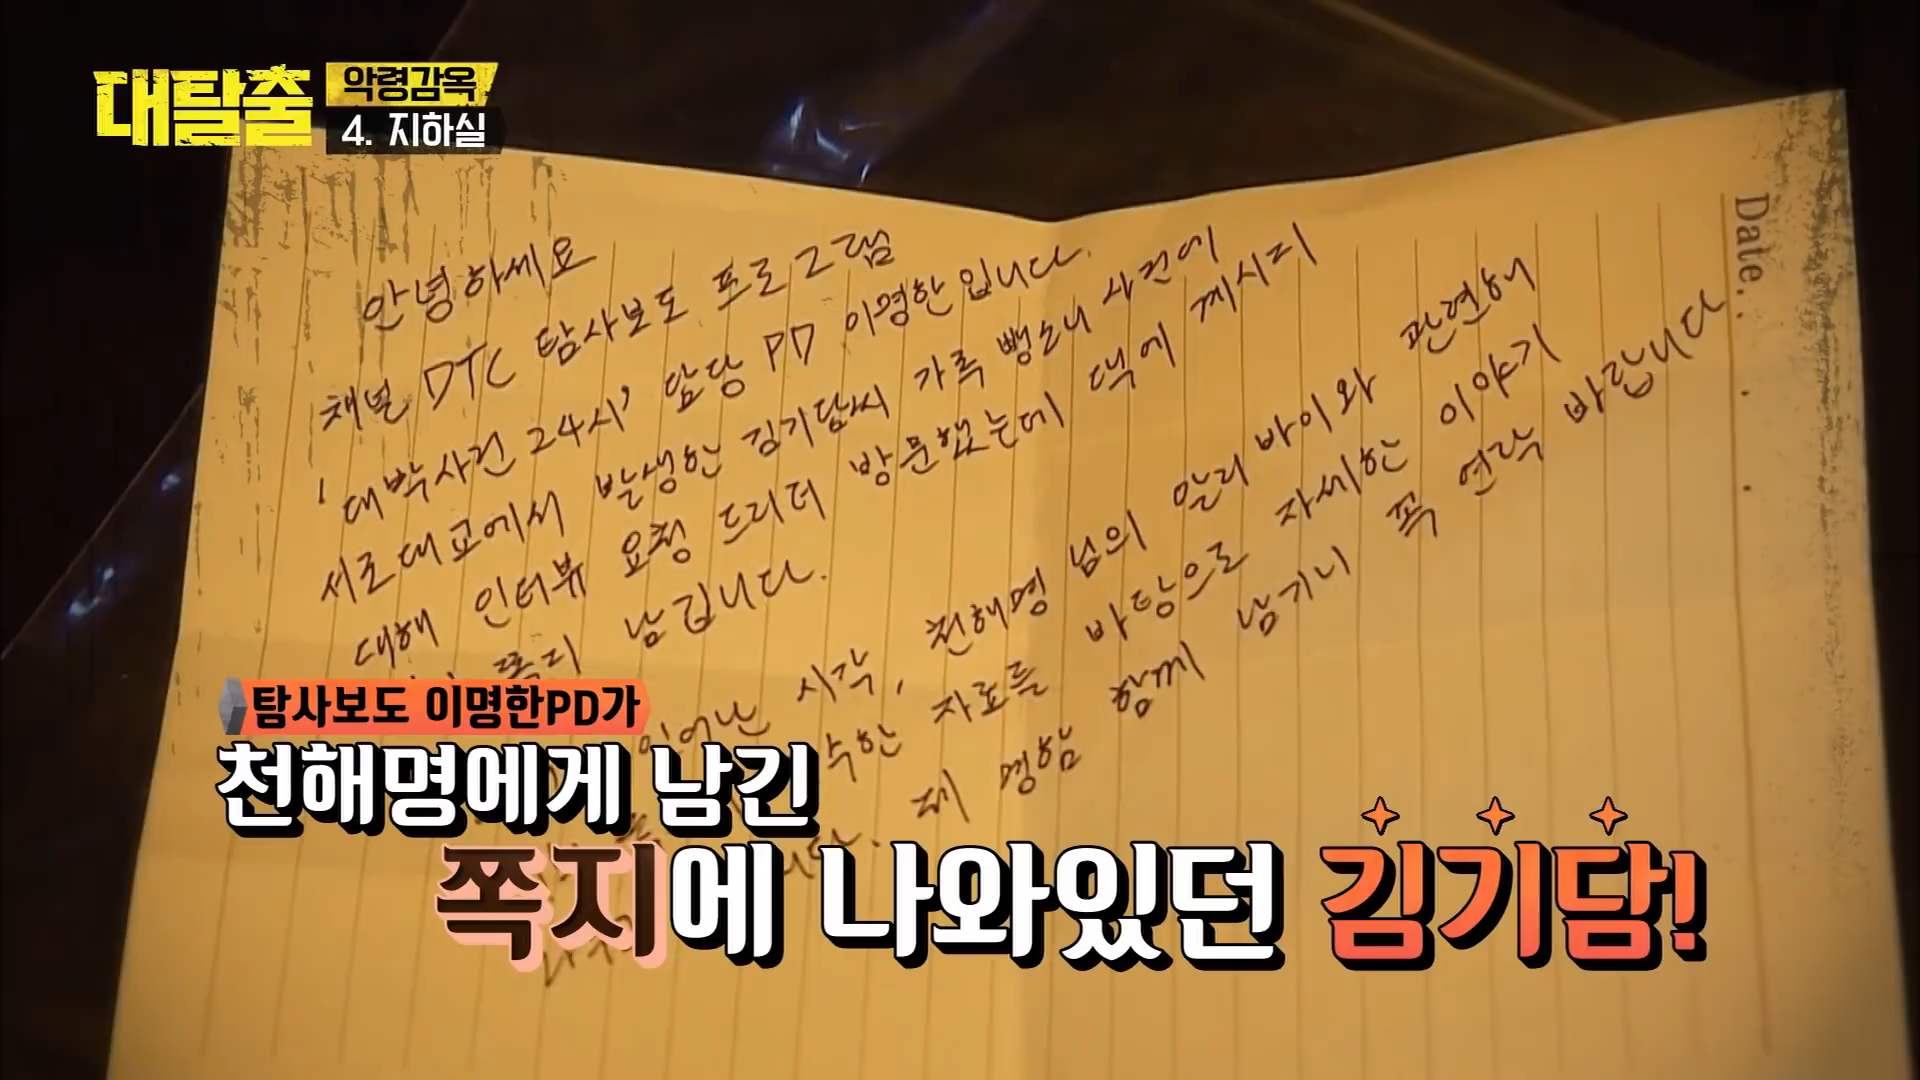 대탈출
악령감옥
4. 지하실
Date.
안녕하세요
채널 DTC 탐사보도 프로그램
'대박사건 24시' 담당 PD 이명한입니다.
서로대교에서 발생한 김기담씨 가족 뺑소니 사건에
대해 인터뷰 요청 드리러 방문했는데 댁에 계시지
쪽지 남깁니다.
일어난 시각, 천해명 님의 알리바이와 관련해
자료를 바탕으로 자세한 이야기
제 명함 함께 남기니 꼭 연락 바랍니다
탐사보도 이명한PD가
천해명에게 남긴
쪽지에 나와있던 김기담!